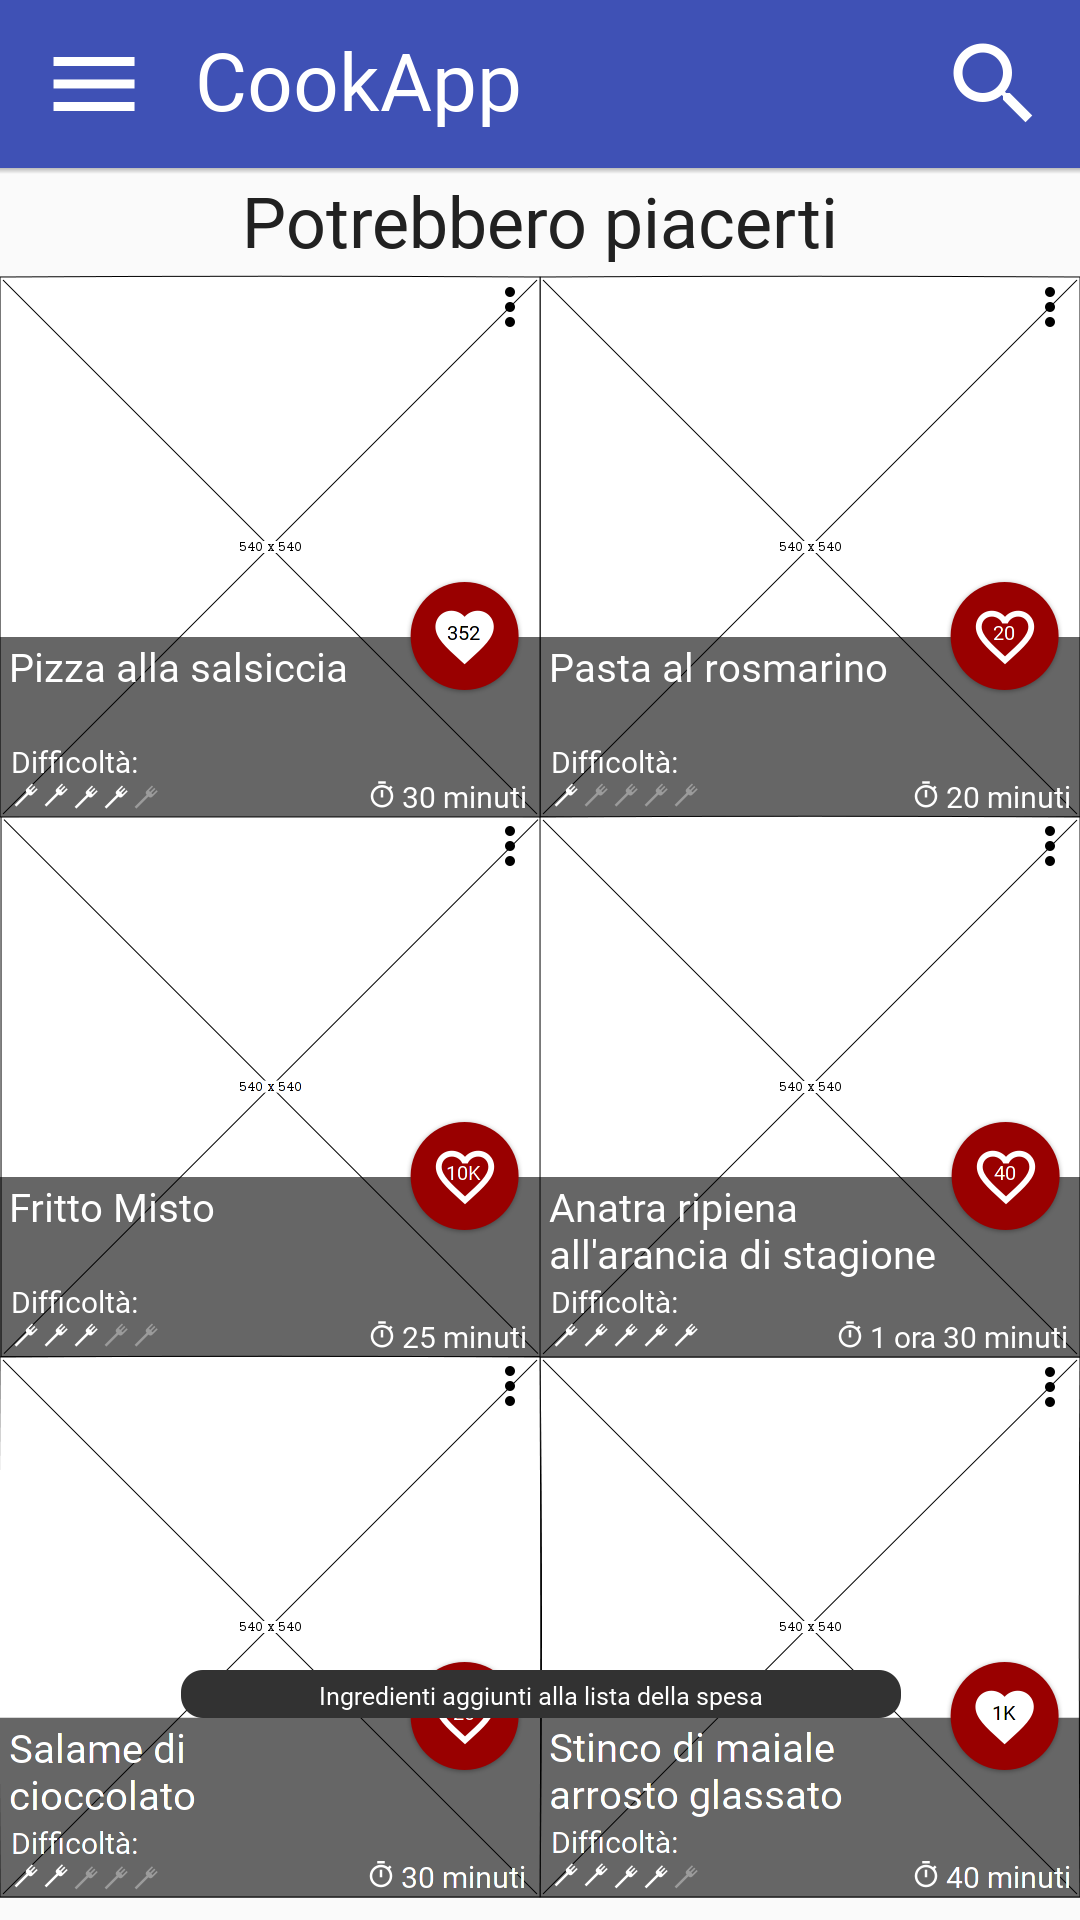 CookApp
Potrebbero piacerti
540 x 540
540 x 540
352
20
Pizza alla salsiccia
Pasta al rosmarino
Difficoltà:
30 minuti
Difficoltà:
20 minuti
540 x 540
540 x 540
10K
40
Fritto Misto
Anatra ripiena
all'arancia di stagione
Difficoltà:
25 minuti
Difficoltà:
1 ora 30 minuti
540 x 540
540 x 540
Ingredienti aggiunti alla lista della spesa
1K
Salame di
cioccolato
Stinco di maiale
arrosto glassato
Difficoltà:
30 minuti
Difficoltà:
40 minuti